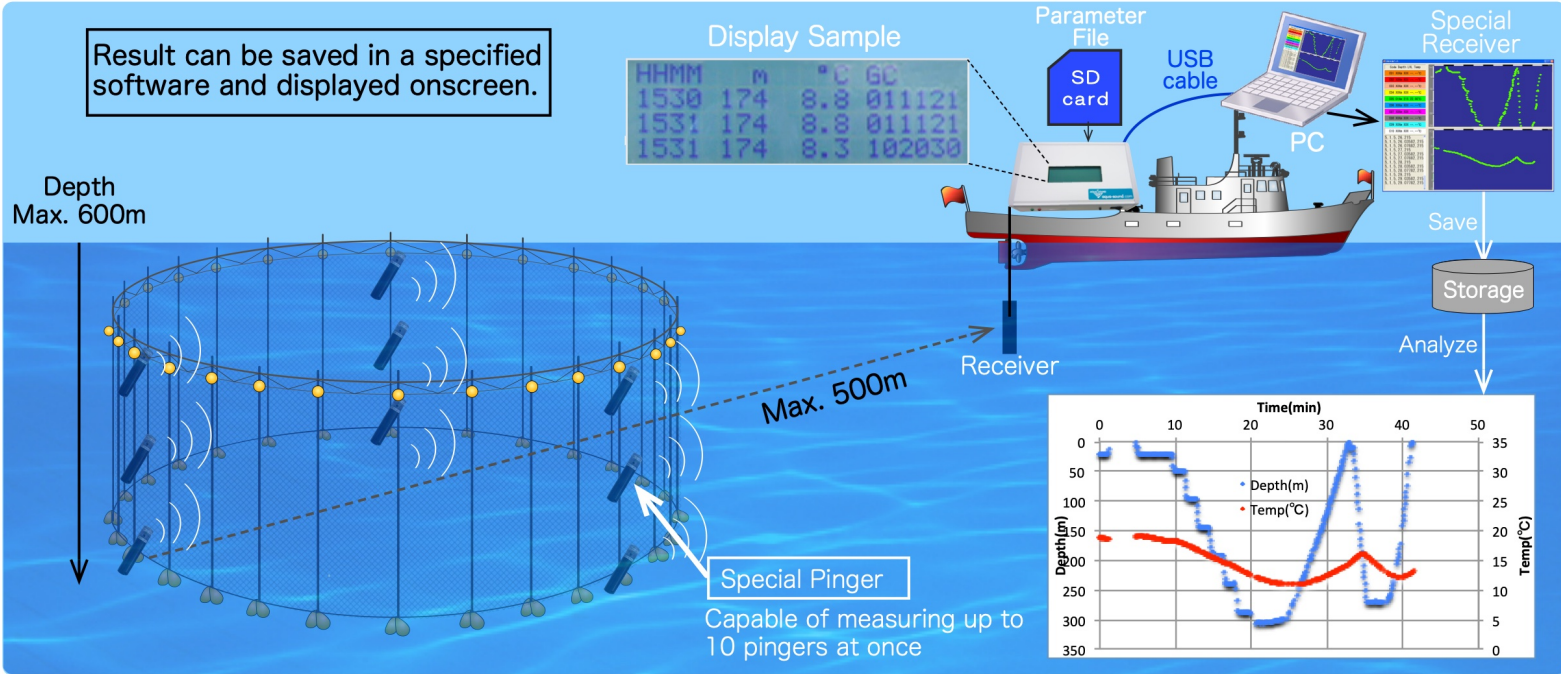 Result can be saved in a specified
software and displayed onscreen.
Display Sample
HHMM m °C GC
1530 174 8.8 011121
1531 174 8.8 011121
1531 174 8.3 102030
Parameter
File
SD
card
USB
cable
PC
Special
Receiver
Save
Storage
Analyze
Depth
Max. 600m
Receiver
Max. 500m
Special Pinger
Capable of measuring up to
10 pingers at once
Time(min)
0 10 20 30 40 50
0
50
100
150
200
250
300
350
Depth(m)
Depth(m)
Temp(°C)
35
30
25
20
15
10
5
0
Temp(°C)